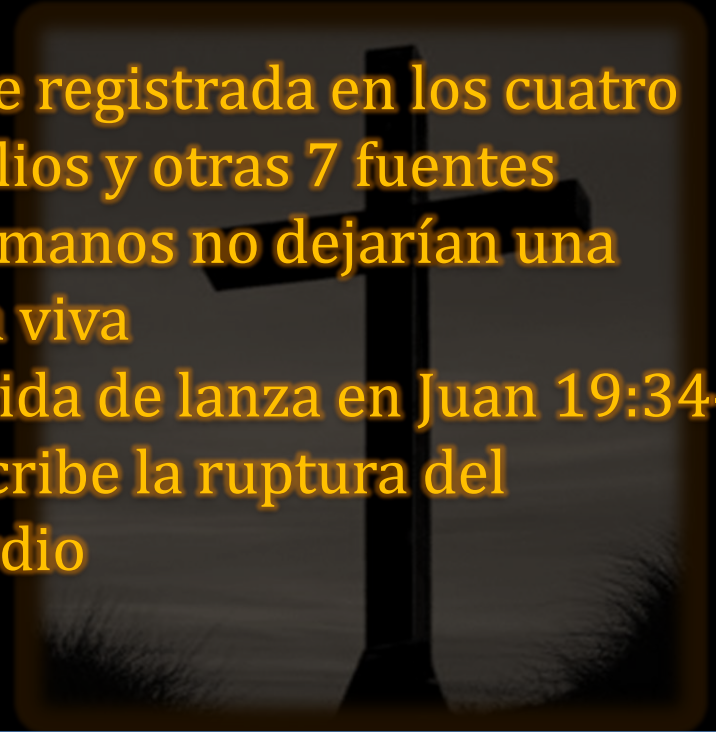 e registrada en los cuatro
lios y otras 7 fuentes
manos no dejarían una
viva
ida de lanza en Juan 19:34-
cribe la ruptura del
dio